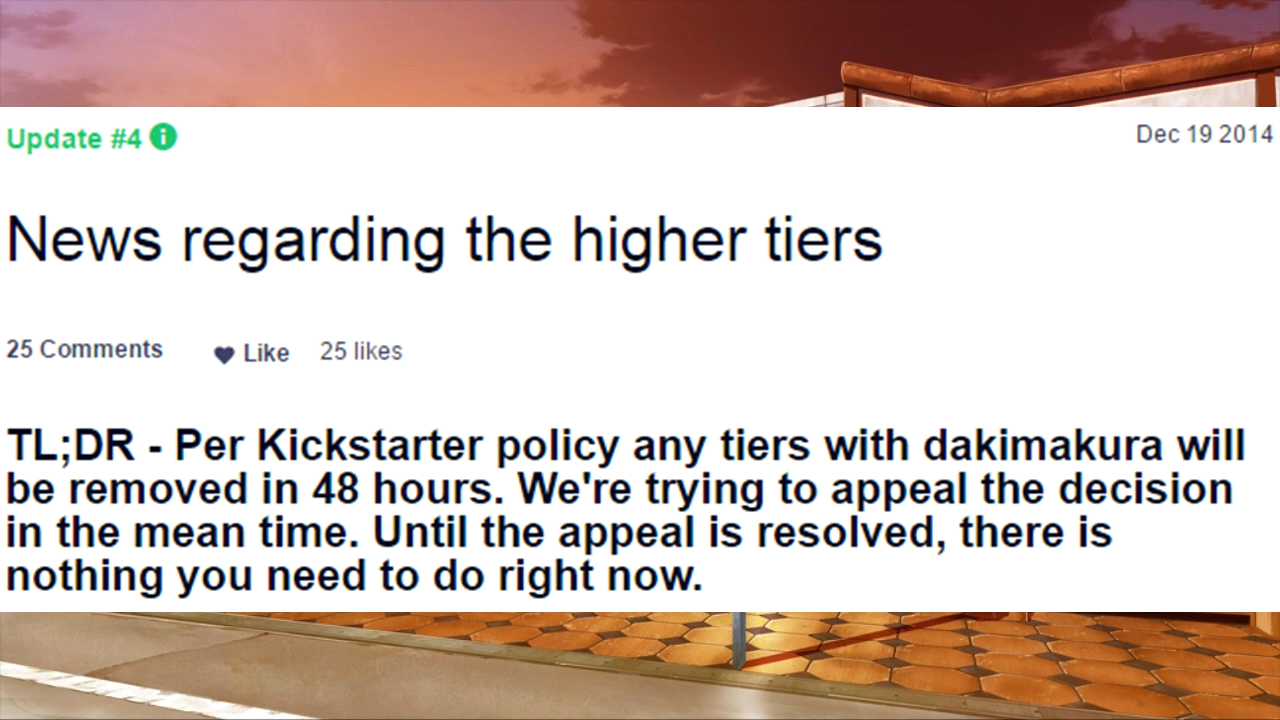 Update #4
Dec 19 2014
News regarding the higher tiers
25 Comments Like 25 likes
TL;DR - Per Kickstarter policy any tiers with dakimakura will
be removed in 48 hours. We're trying to appeal the decision
in the mean time. Until the appeal is resolved, there is
nothing you need to do right now.